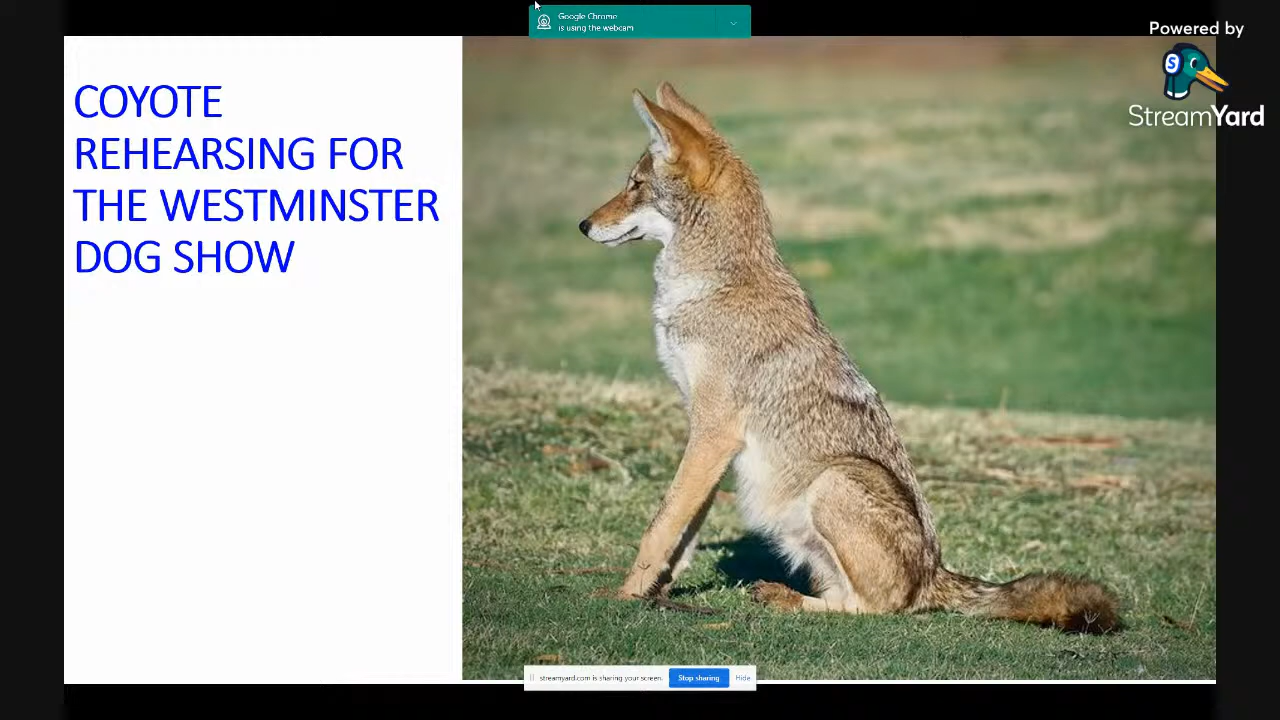 Google Chrome
is using the webcam
Powered by
StreamYard
COYOTE
REHEARSING FOR
THE WESTMINSTER
DOG SHOW
streamyard.com is sharing your screen.
Stop sharing
Hide